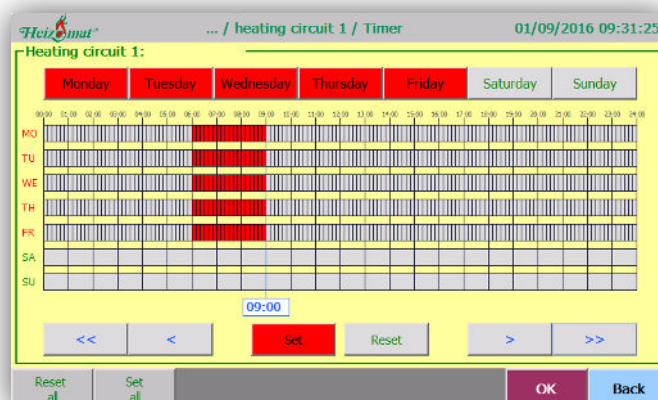 Heizomat ... / heating circuit 1 / Timer 01/09/2016 09:31:25
Heating circuit 1:
Monday Tuesday Wednesday Thursday Friday Saturday Sunday
00:00 01:00 02:00 03:00 04:00 05:00 06:00 07:00 08:00 09:00 10:00 11:00 12:00 13:00 14:00 15:00 16:00 17:00 18:00 19:00 20:00 21:00 22:00 23:00 24:00
MO
TU
WE
TH
FR
SA
SU
09:00
<< < Set Reset > >>
Reset all Set all OK Back